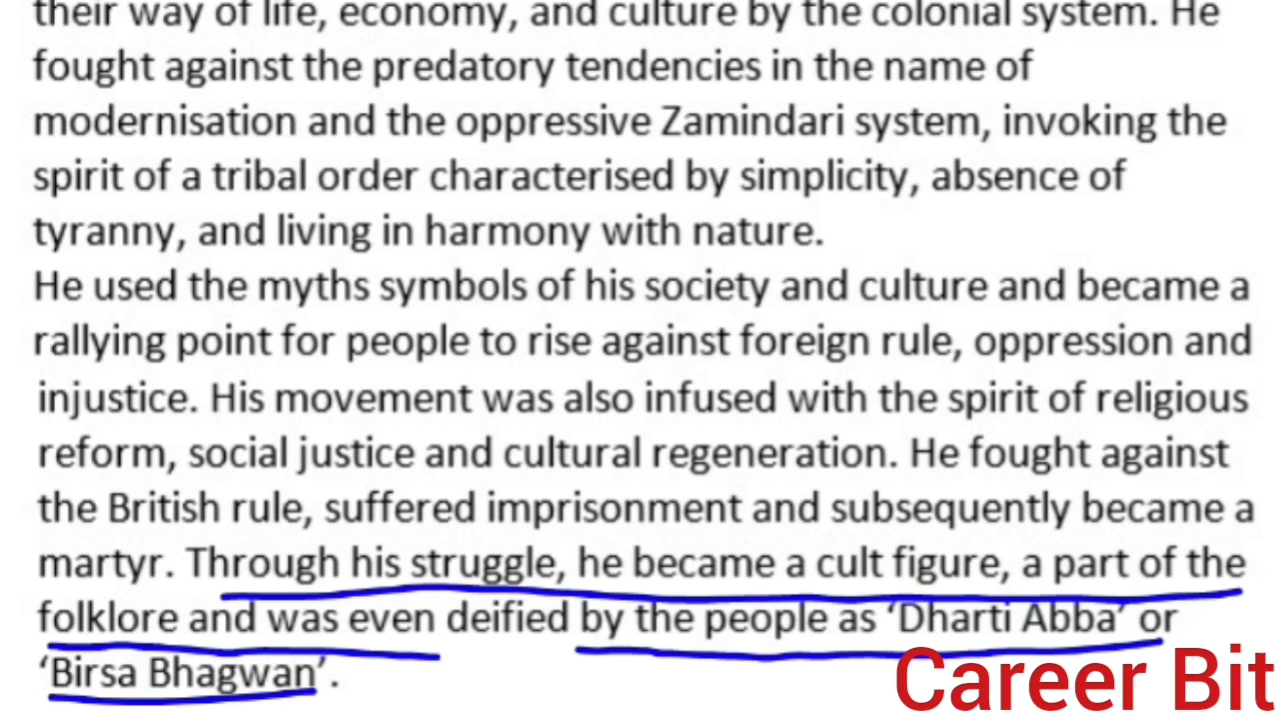 their way of life, economy, and culture by the colonial system. He
fought against the predatory tendencies in the name of
modernisation and the oppressive Zamindari system, invoking the
spirit of a tribal order characterised by simplicity, absence of
tyranny, and living in harmony with nature.
He used the myths symbols of his society and culture and became a
rallying point for people to rise against foreign rule, oppression and
injustice. His movement was also infused with the spirit of religious
reform, social justice and cultural regeneration. He fought against
the British rule, suffered imprisonment and subsequently became a
martyr. Through his struggle, he became a cult figure, a part of the
folklore and was even deified by the people as ‘Dharti Abba’ or
‘Birsa Bhagwan’.
Career Bit